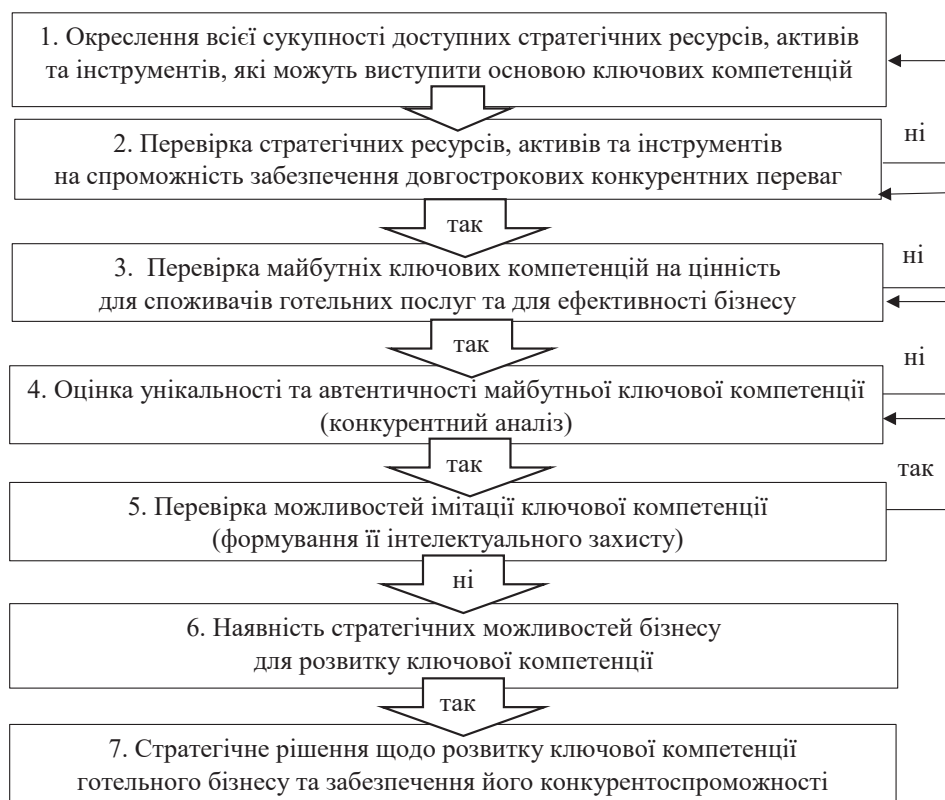 1. Окреслення всієї сукупності доступних стратегічних ресурсів, активів
та інструментів, які можуть виступити основою ключових компетенцій
ні
2. Перевірка стратегічних ресурсів, активів та інструментів
на спроможність забезпечення довгострокових конкурентних переваг
так
ні
3. Перевірка майбутніх ключових компетенцій на цінність
для споживачів готельних послуг та для ефективності бізнесу
так
ні
4. Оцінка унікальності та автентичності майбутньої ключової компетенції
(конкурентний аналіз)
так
так
5. Перевірка можливостей імітації ключової компетенції
(формування її інтелектуального захисту)
ні
6. Наявність стратегічних можливостей бізнесу
для розвитку ключової компетенції
так
7. Стратегічне рішення щодо розвитку ключової компетенції
готельного бізнесу та забезпечення його конкурентоспроможності